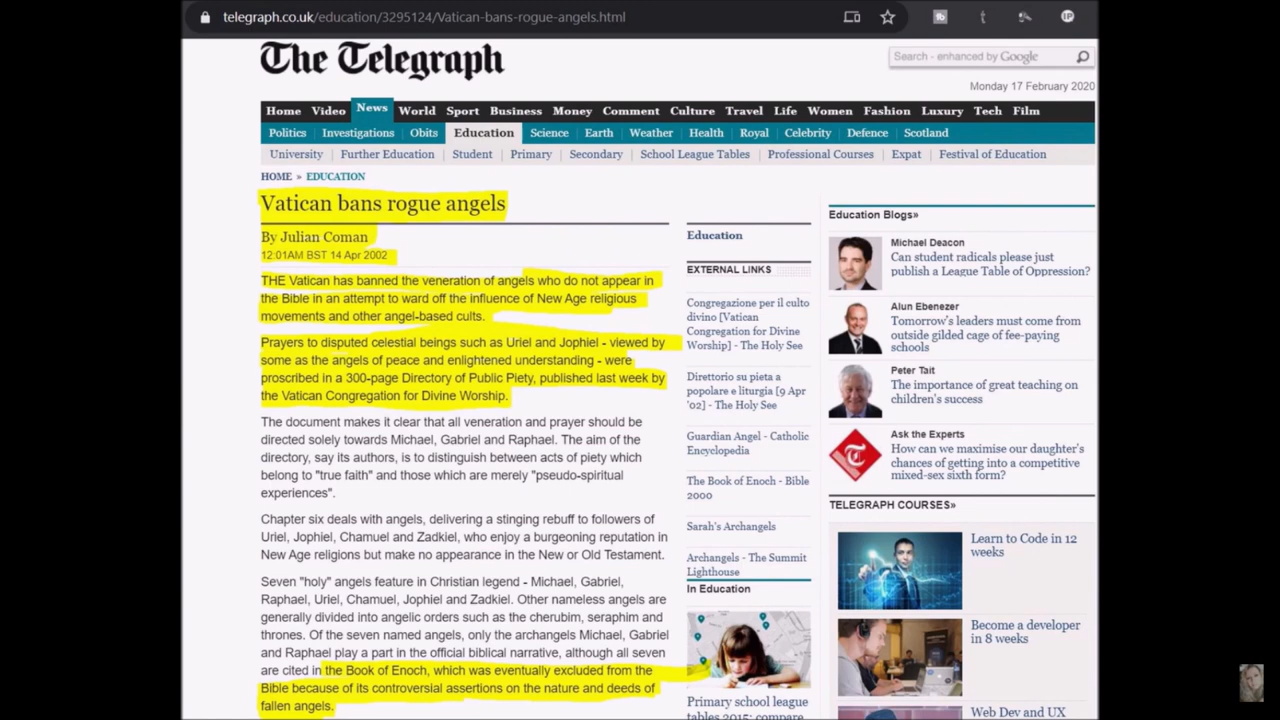 telegraph.co.uk/education/3295124/Vatican-bans-rogue-angels.html
The Telegraph
Search - enhanced by Google
Monday 17 February 2020
Home Video News World Sport Business Money Comment Culture Travel Life Women Fashion Luxury Tech Film
Politics Investigations Obits Education Science Earth Weather Health Royal Celebrity Defence Scotland
University Further Education Student Primary Secondary School League Tables Professional Courses Expat Festival of Education
HOME » EDUCATION
Vatican bans rogue angels
By Julian Coman
12:01AM BST 14 Apr 2002
THE Vatican has banned the veneration of angels who do not appear in
the Bible in an attempt to ward off the influence of New Age religious
movements and other angel-based cults.
Prayers to disputed celestial beings such as Uriel and Jophiel - viewed by
some as the angels of peace and enlightened understanding - were
proscribed in a 300-page Directory of Public Piety, published last week by
the Vatican Congregation for Divine Worship.
The document makes it clear that all veneration and prayer should be
directed solely towards Michael, Gabriel and Raphael. The aim of the
directory, say its authors, is to distinguish between acts of piety which
belong to "true faith" and those which are merely "pseudo-spiritual
experiences".
Chapter six deals with angels, delivering a stinging rebuff to followers of
Uriel, Jophiel, Chamuel and Zadkiel, who enjoy a burgeoning reputation in
New Age religions but make no appearance in the New or Old Testament.
Seven "holy" angels feature in Christian legend - Michael, Gabriel,
Raphael, Uriel, Chamuel, Jophiel and Zadkiel. Other nameless angels are
generally divided into angelic orders such as the cherubim, seraphim and
thrones. Of the seven named angels, only the archangels Michael, Gabriel
and Raphael play a part in the official biblical narrative, although all seven
are cited in the Book of Enoch, which was eventually excluded from the
Bible because of its controversial assertions on the nature and deeds of
fallen angels.
Education
EXTERNAL LINKS
Congregazione per il culto
divino [Vatican
Congregation for Divine
Worship] - The Holy See
Direttorio su pieta a
popolare e liturgia [9 Apr
'02] - The Holy See
Guardian Angel - Catholic
Encyclopedia
The Book of Enoch - Bible
2000
Sarah's Archangels
Archangels - The Summit
Lighthouse
In Education
Primary school league
tables 2015: compare
Education Blogs»
Michael Deacon
Can student radicals please just
publish a League Table of Oppression?
Alun Ebenezer
Tomorrow's leaders must come from
outside gilded cage of fee-paying
schools
Peter Tait
The importance of great teaching on
children's success
Ask the Experts
How can we maximise our daughter's
chances of getting into a competitive
mixed-sex sixth form?
TELEGRAPH COURSES»
Learn to Code in 12
weeks
Become a developer
in 8 weeks
Web Dev and UX